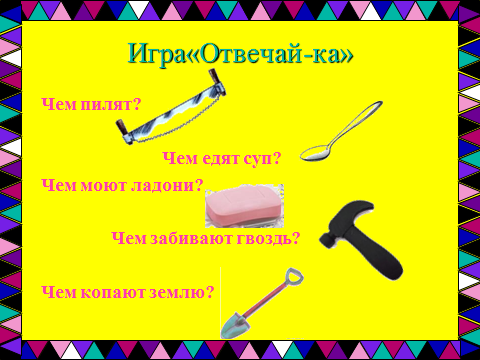 Игра«Отвечай-ка»
Чем пилят?
Чем едят суп?
Чем моют ладони?
Чем забивают гвоздь?
Чем копают землю?